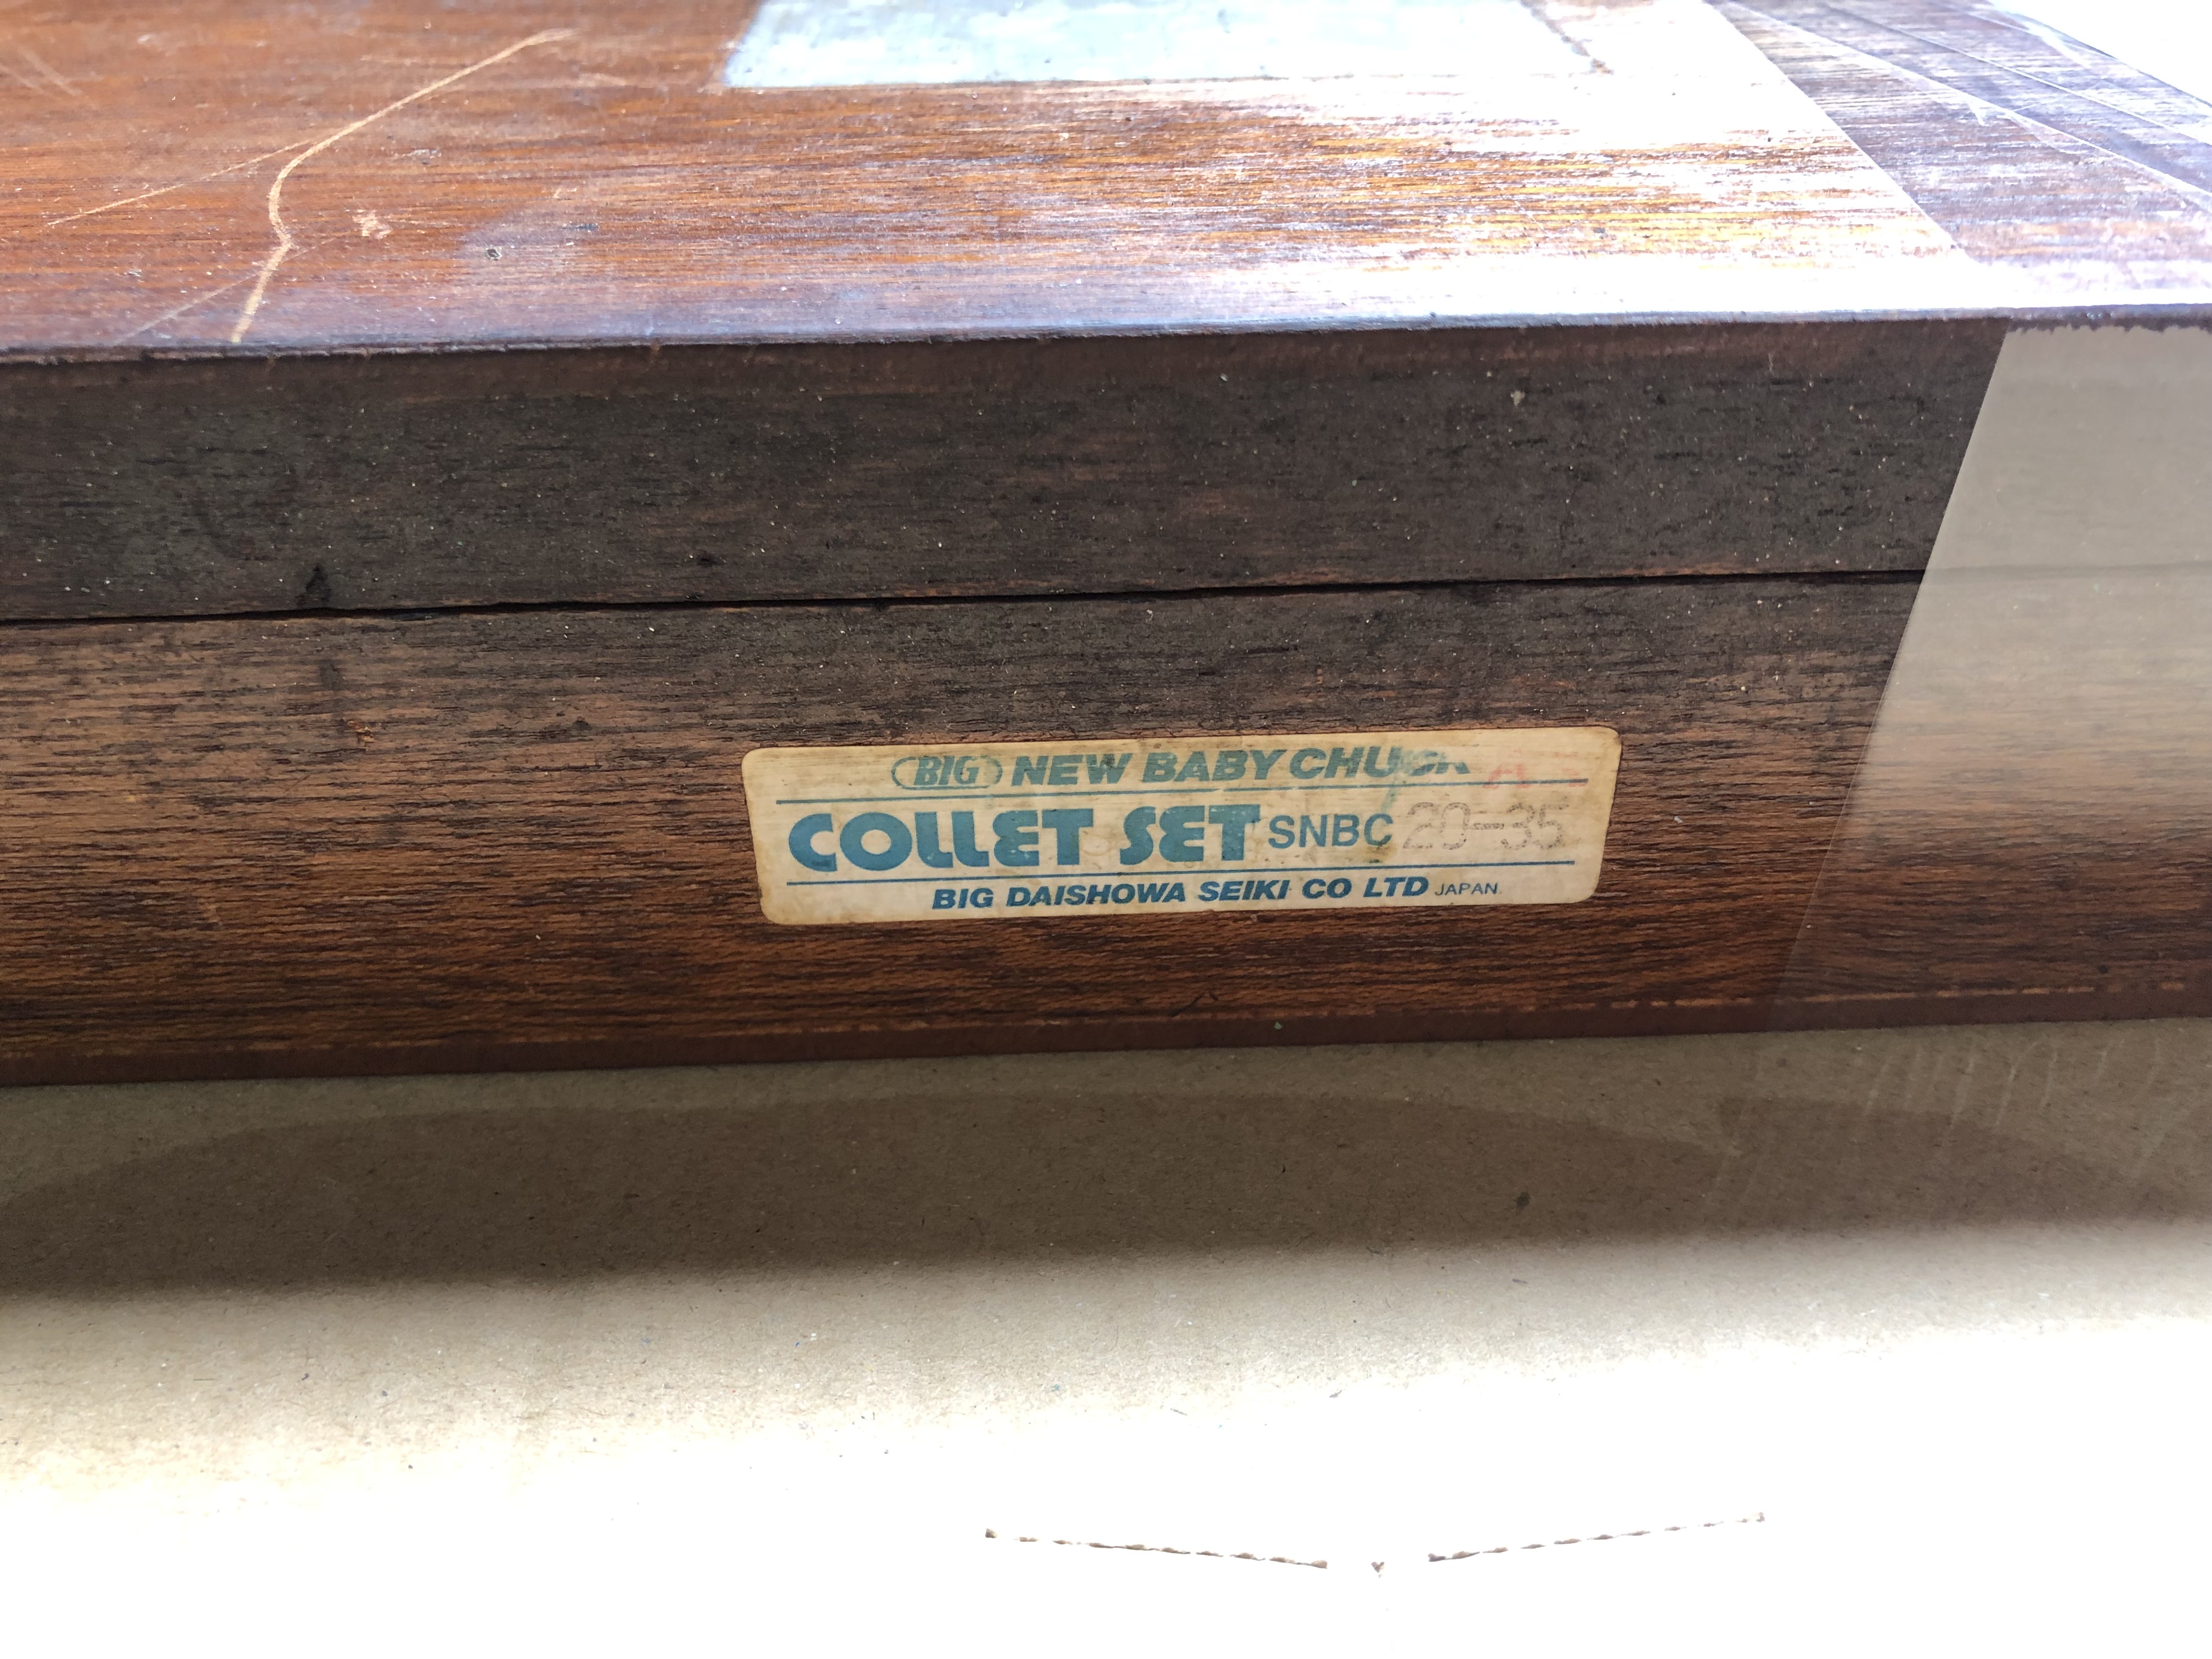 BIG NEW BABY CHUCK
COLLET SET SNBC 20-35
BIG DAISHOWA SEIKI CO LTD JAPAN